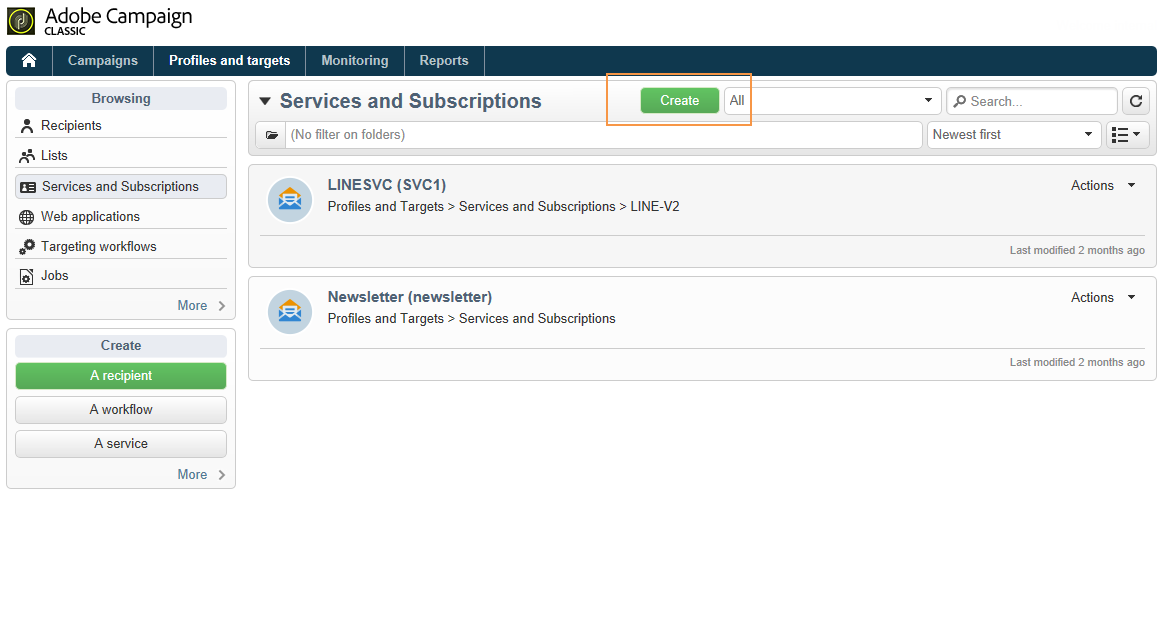 Adobe Campaign
CLASSIC
Campaigns
Profiles and targets
Monitoring
Reports
Browsing
Recipients
Lists
Services and Subscriptions
Web applications
Targeting workflows
Jobs
More
Create
A recipient
A workflow
A service
More
Services and Subscriptions
Create
All
Search...
(No filter on folders)
Newest first
LINESVC (SVC1)
Actions
Profiles and Targets > Services and Subscriptions > LINE-V2
Last modified 2 months ago
Newsletter (newsletter)
Actions
Profiles and Targets > Services and Subscriptions
Last modified 2 months ago